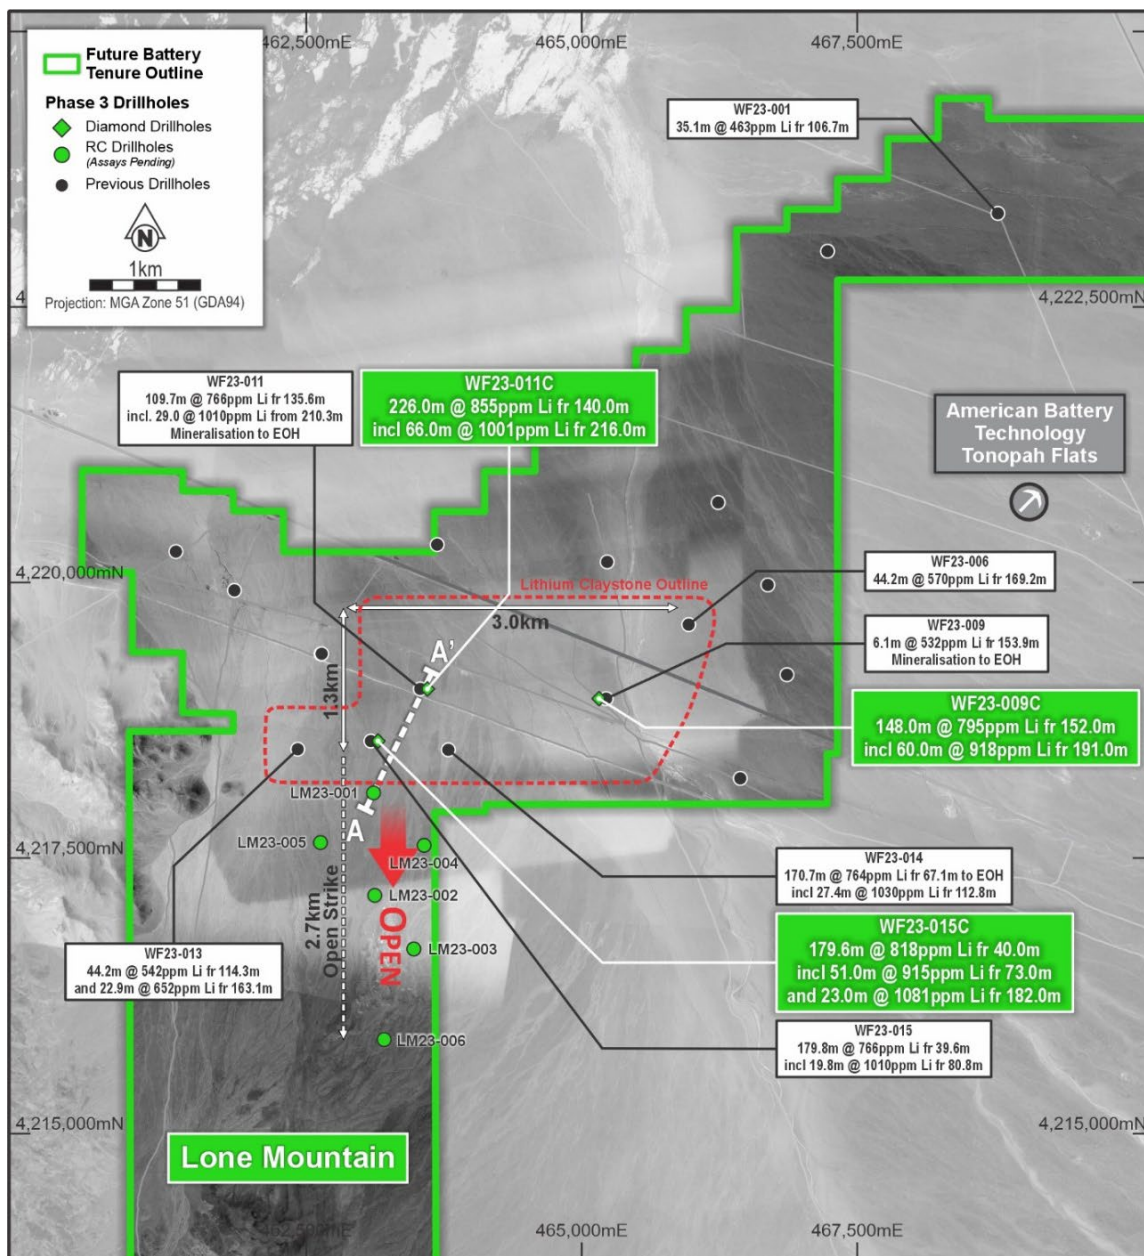 462,500mE
465,000mE
467,500mE
Future Battery
Tenure Outline
Phase 3 Drillholes
Diamond Drillholes
RC Drillholes
(Assays Pending)
Previous Drillholes
N
1km
Projection: MGA Zone 51 (GDA94)
WF23-001
35.1m @ 463ppm Li fr 106.7m
4,222,500mN
WF23-011
109.7m @ 766ppm Li fr 135.6m
incl. 29.0 @ 1010ppm Li from 210.3m
Mineralisation to EOH
WF23-011C
226.0m @ 855ppm Li fr 140.0m
incl 66.0m @ 1001ppm Li fr 216.0m
American Battery
Technology
Tonopah Flats
4,220,000mN
WF23-006
44.2m @ 570ppm Li fr 169.2m
Lithium Claystone Outline
3.0km
WF23-009
6.1m @ 532ppm Li fr 153.9m
Mineralisation to EOH
A'
1.3km
WF23-009C
148.0m @ 795ppm Li fr 152.0m
incl 60.0m @ 918ppm Li fr 191.0m
LM23-001
A
LM23-005
LM23-004
4,217,500mN
WF23-014
170.7m @ 764ppm Li fr 67.1m to EOH
incl 27.4m @ 1030ppm Li fr 112.8m
LM23-002
2.7km
Open Strike
OPEN
LM23-003
WF23-013
44.2m @ 542ppm Li fr 114.3m
and 22.9m @ 652ppm Li fr 163.1m
WF23-015C
179.6m @ 818ppm Li fr 40.0m
incl 51.0m @ 915ppm Li fr 73.0m
and 23.0m @ 1081ppm Li fr 182.0m
LM23-006
WF23-015
179.8m @ 766ppm Li fr 39.6m
incl 19.8m @ 1010ppm Li fr 80.8m
4,215,000mN
4,215,000mN
Lone Mountain
462,500mE
465,000mE
467,500mE